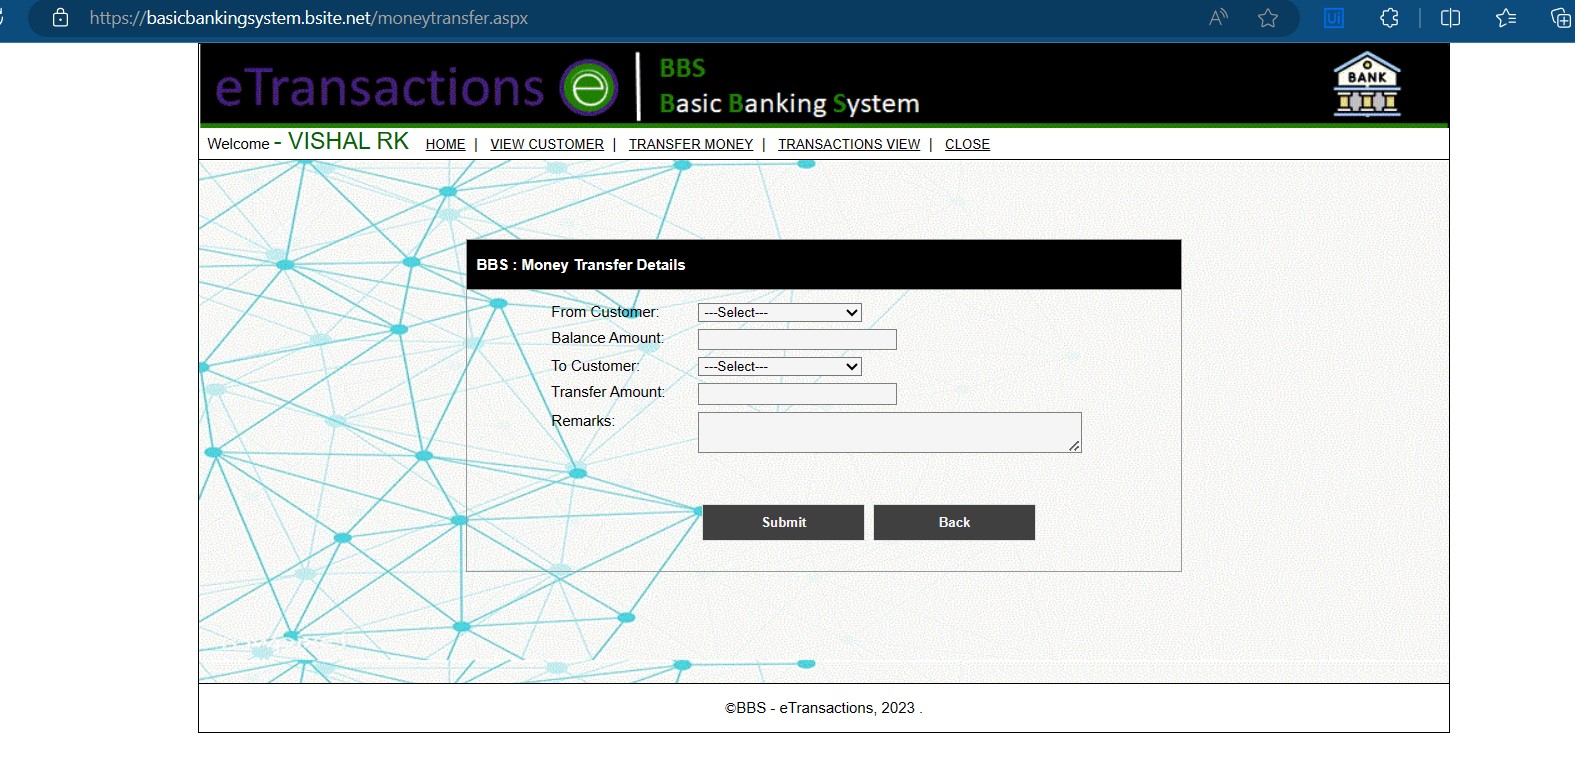 https://basicbankingsystem.bsite.net/moneytransfer.aspx
eTransactions e
BBS
Basic Banking System
BANK
Welcome - VISHAL RK HOME | VIEW CUSTOMER | TRANSFER MONEY | TRANSACTIONS VIEW | CLOSE
BBS : Money Transfer Details
From Customer: ---Select---
Balance Amount:
To Customer: ---Select---
Transfer Amount:
Remarks:
Submit Back
©BBS - eTransactions, 2023 .